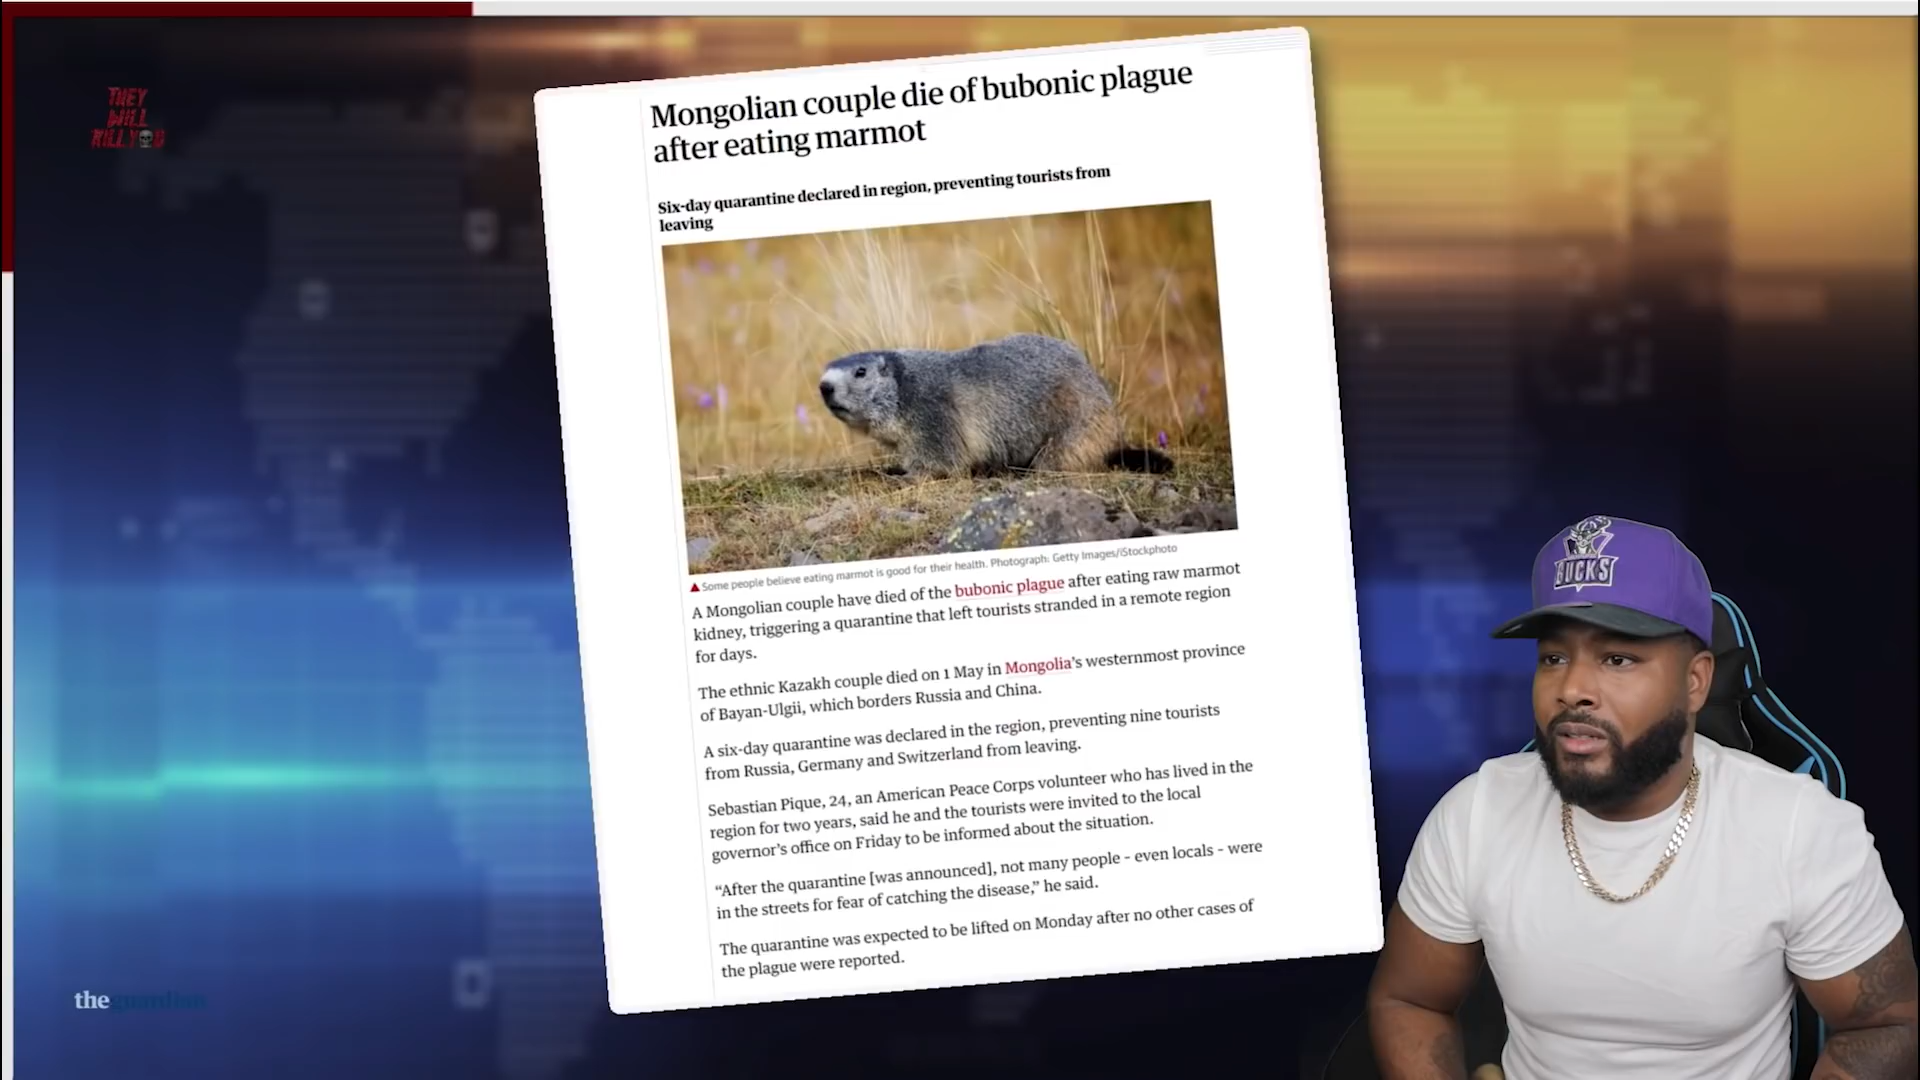 THEY
WILL
KILL YOU
Mongolian couple die of bubonic plague
after eating marmot
Six-day quarantine declared in region, preventing tourists from
leaving
Some people believe eating marmot is good for their health. Photograph: Getty Images/iStockphoto
A Mongolian couple have died of the bubonic plague after eating raw marmot
kidney, triggering a quarantine that left tourists stranded in a remote region
for days.
The ethnic Kazakh couple died on 1 May in Mongolia's westernmost province
of Bayan-Ulgii, which borders Russia and China.
A six-day quarantine was declared in the region, preventing nine tourists
from Russia, Germany and Switzerland from leaving.
Sebastian Pique, 24, an American Peace Corps volunteer who has lived in the
region for two years, said he and the tourists were invited to the local
governor's office on Friday to be informed about the situation.
“After the quarantine [was announced], not many people - even locals - were
in the streets for fear of catching the disease,” he said.
The quarantine was expected to be lifted on Monday after no other cases of
the plague were reported.
BUCKS
theguardian